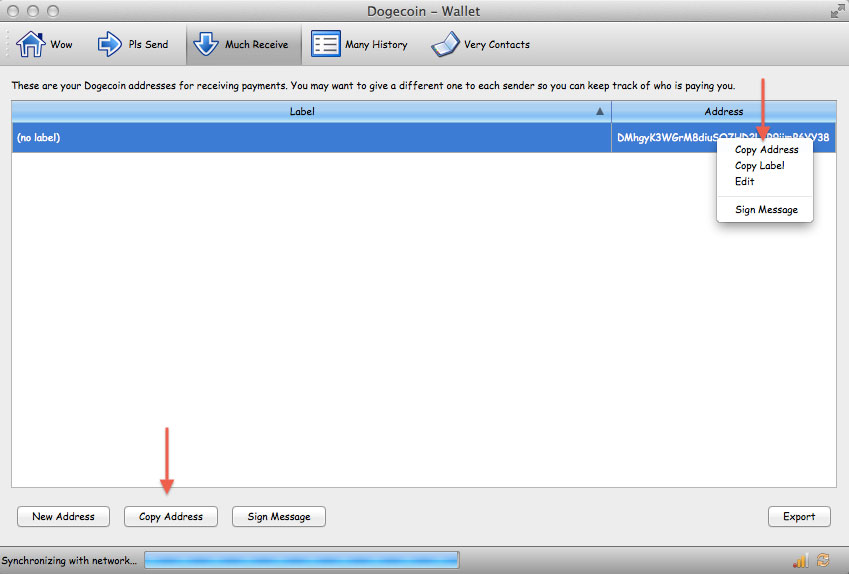 Dogecoin – Wallet
Wow Pls Send Much Receive Many History Very Contacts
These are your Dogecoin addresses for receiving payments. You may want to give a different one to each sender so you can keep track of who is paying you.
Label Address
(no label)
Copy Address
Copy Label
Edit
Sign Message
New Address Copy Address Sign Message Export
Synchronizing with network...